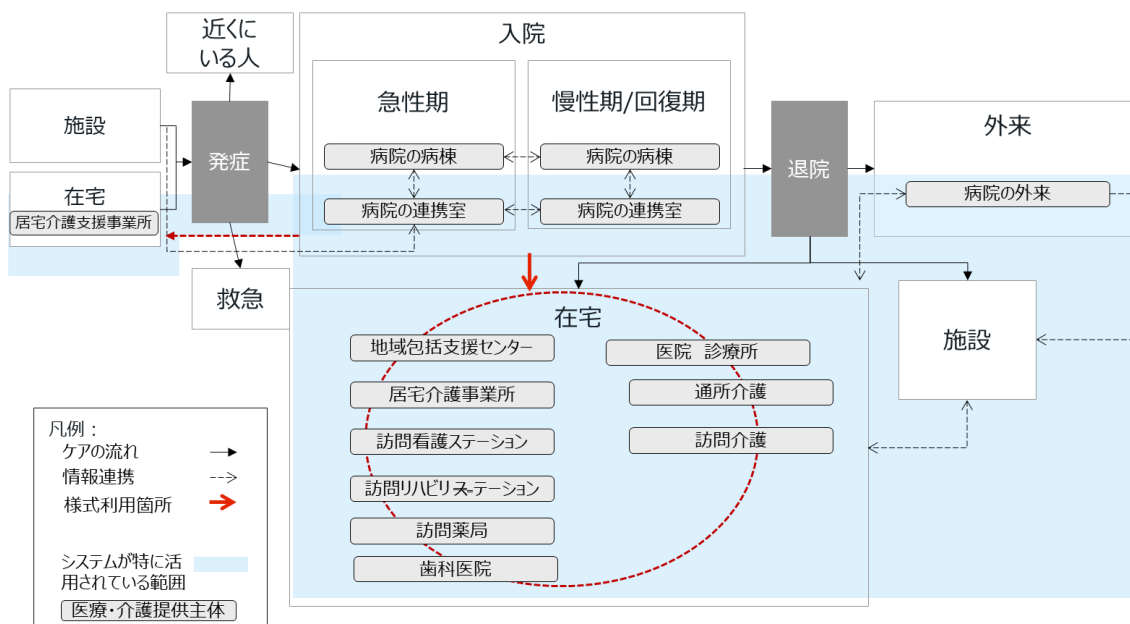 近くに
いる人
入院
急性期
慢性期/回復期
施設
発症
退院
外来
病院の病棟
病院の病棟
在宅
居宅介護支援事業所
病院の連携室
病院の連携室
病院の外来
救急
在宅
施設
地域包括支援センター
医院 診療所
居宅介護事業所
通所介護
訪問看護ステーション
訪問介護
訪問リハビリステーション
訪問薬局
歯科医院
凡例：
ケアの流れ
情報連携
様式利用箇所
システムが特に活
用されている範囲
医療・介護提供主体